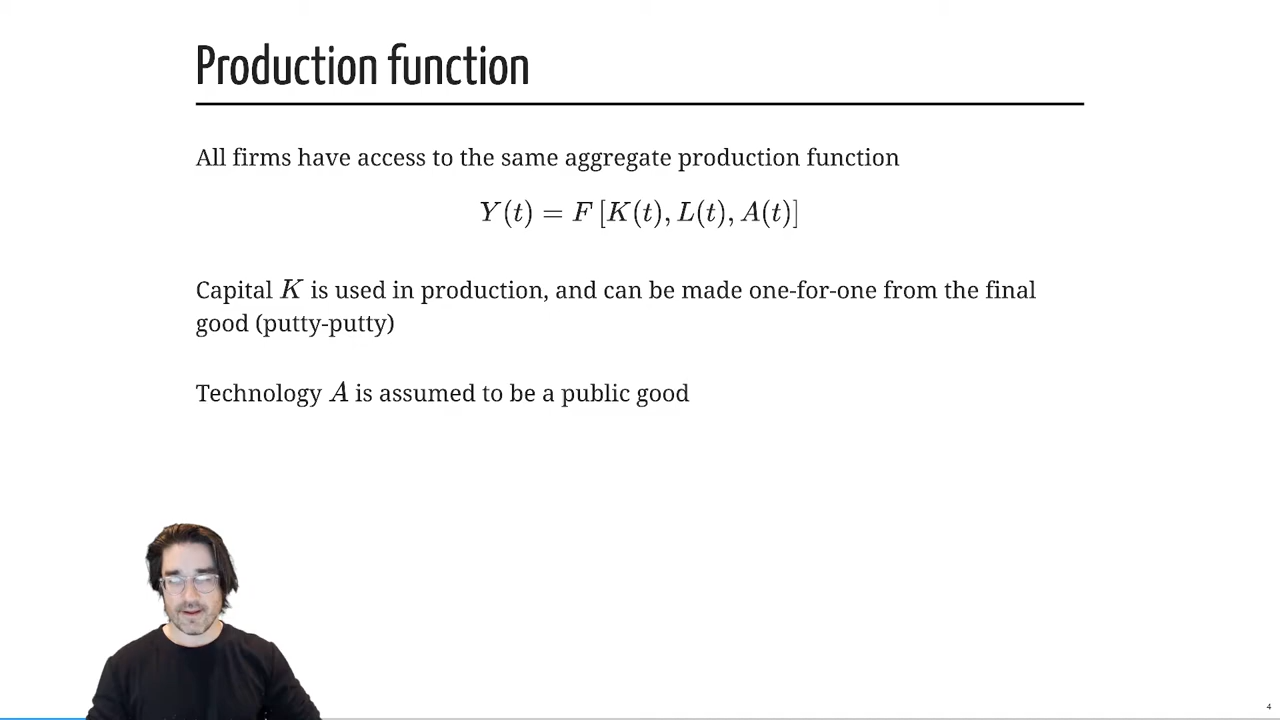 Production function
All firms have access to the same aggregate production function
Y(t) = F [K(t), L(t), A(t)]
Capital K is used in production, and can be made one-for-one from the final
good (putty-putty)
Technology A is assumed to be a public good
4